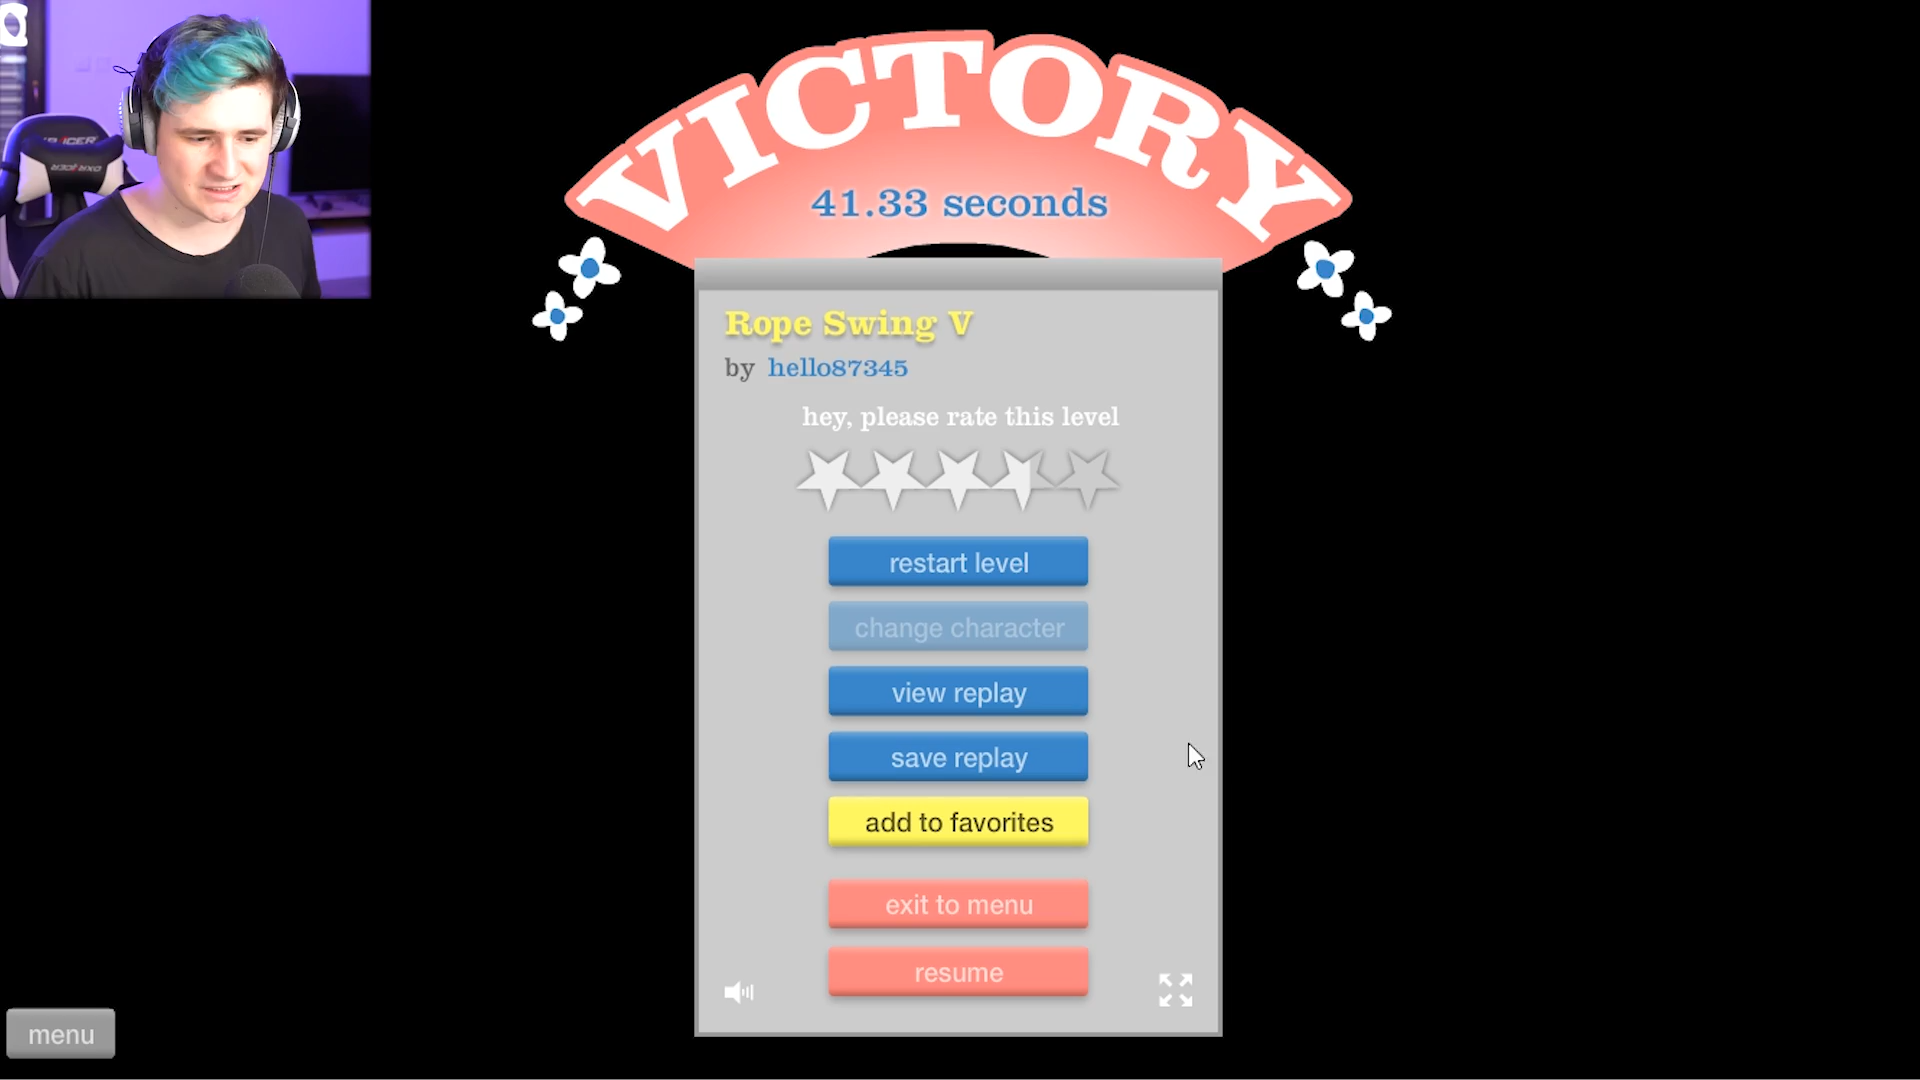 VICTORY
41.33 seconds
Rope Swing V
by hello87345
hey, please rate this level
restart level
change character
view replay
save replay
add to favorites
exit to menu
resume
menu